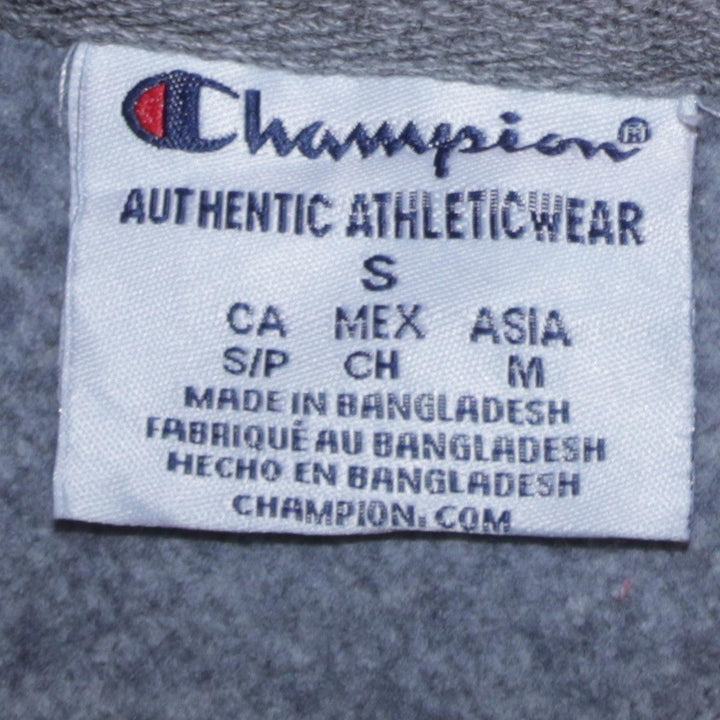 Champion®
AUTHENTIC ATHLETICWEAR
S
CA MEX ASIA
S/P CH M
MADE IN BANGLADESH
FABRIQUÉ AU BANGLADESH
HECHO EN BANGLADESH
CHAMPION.COM